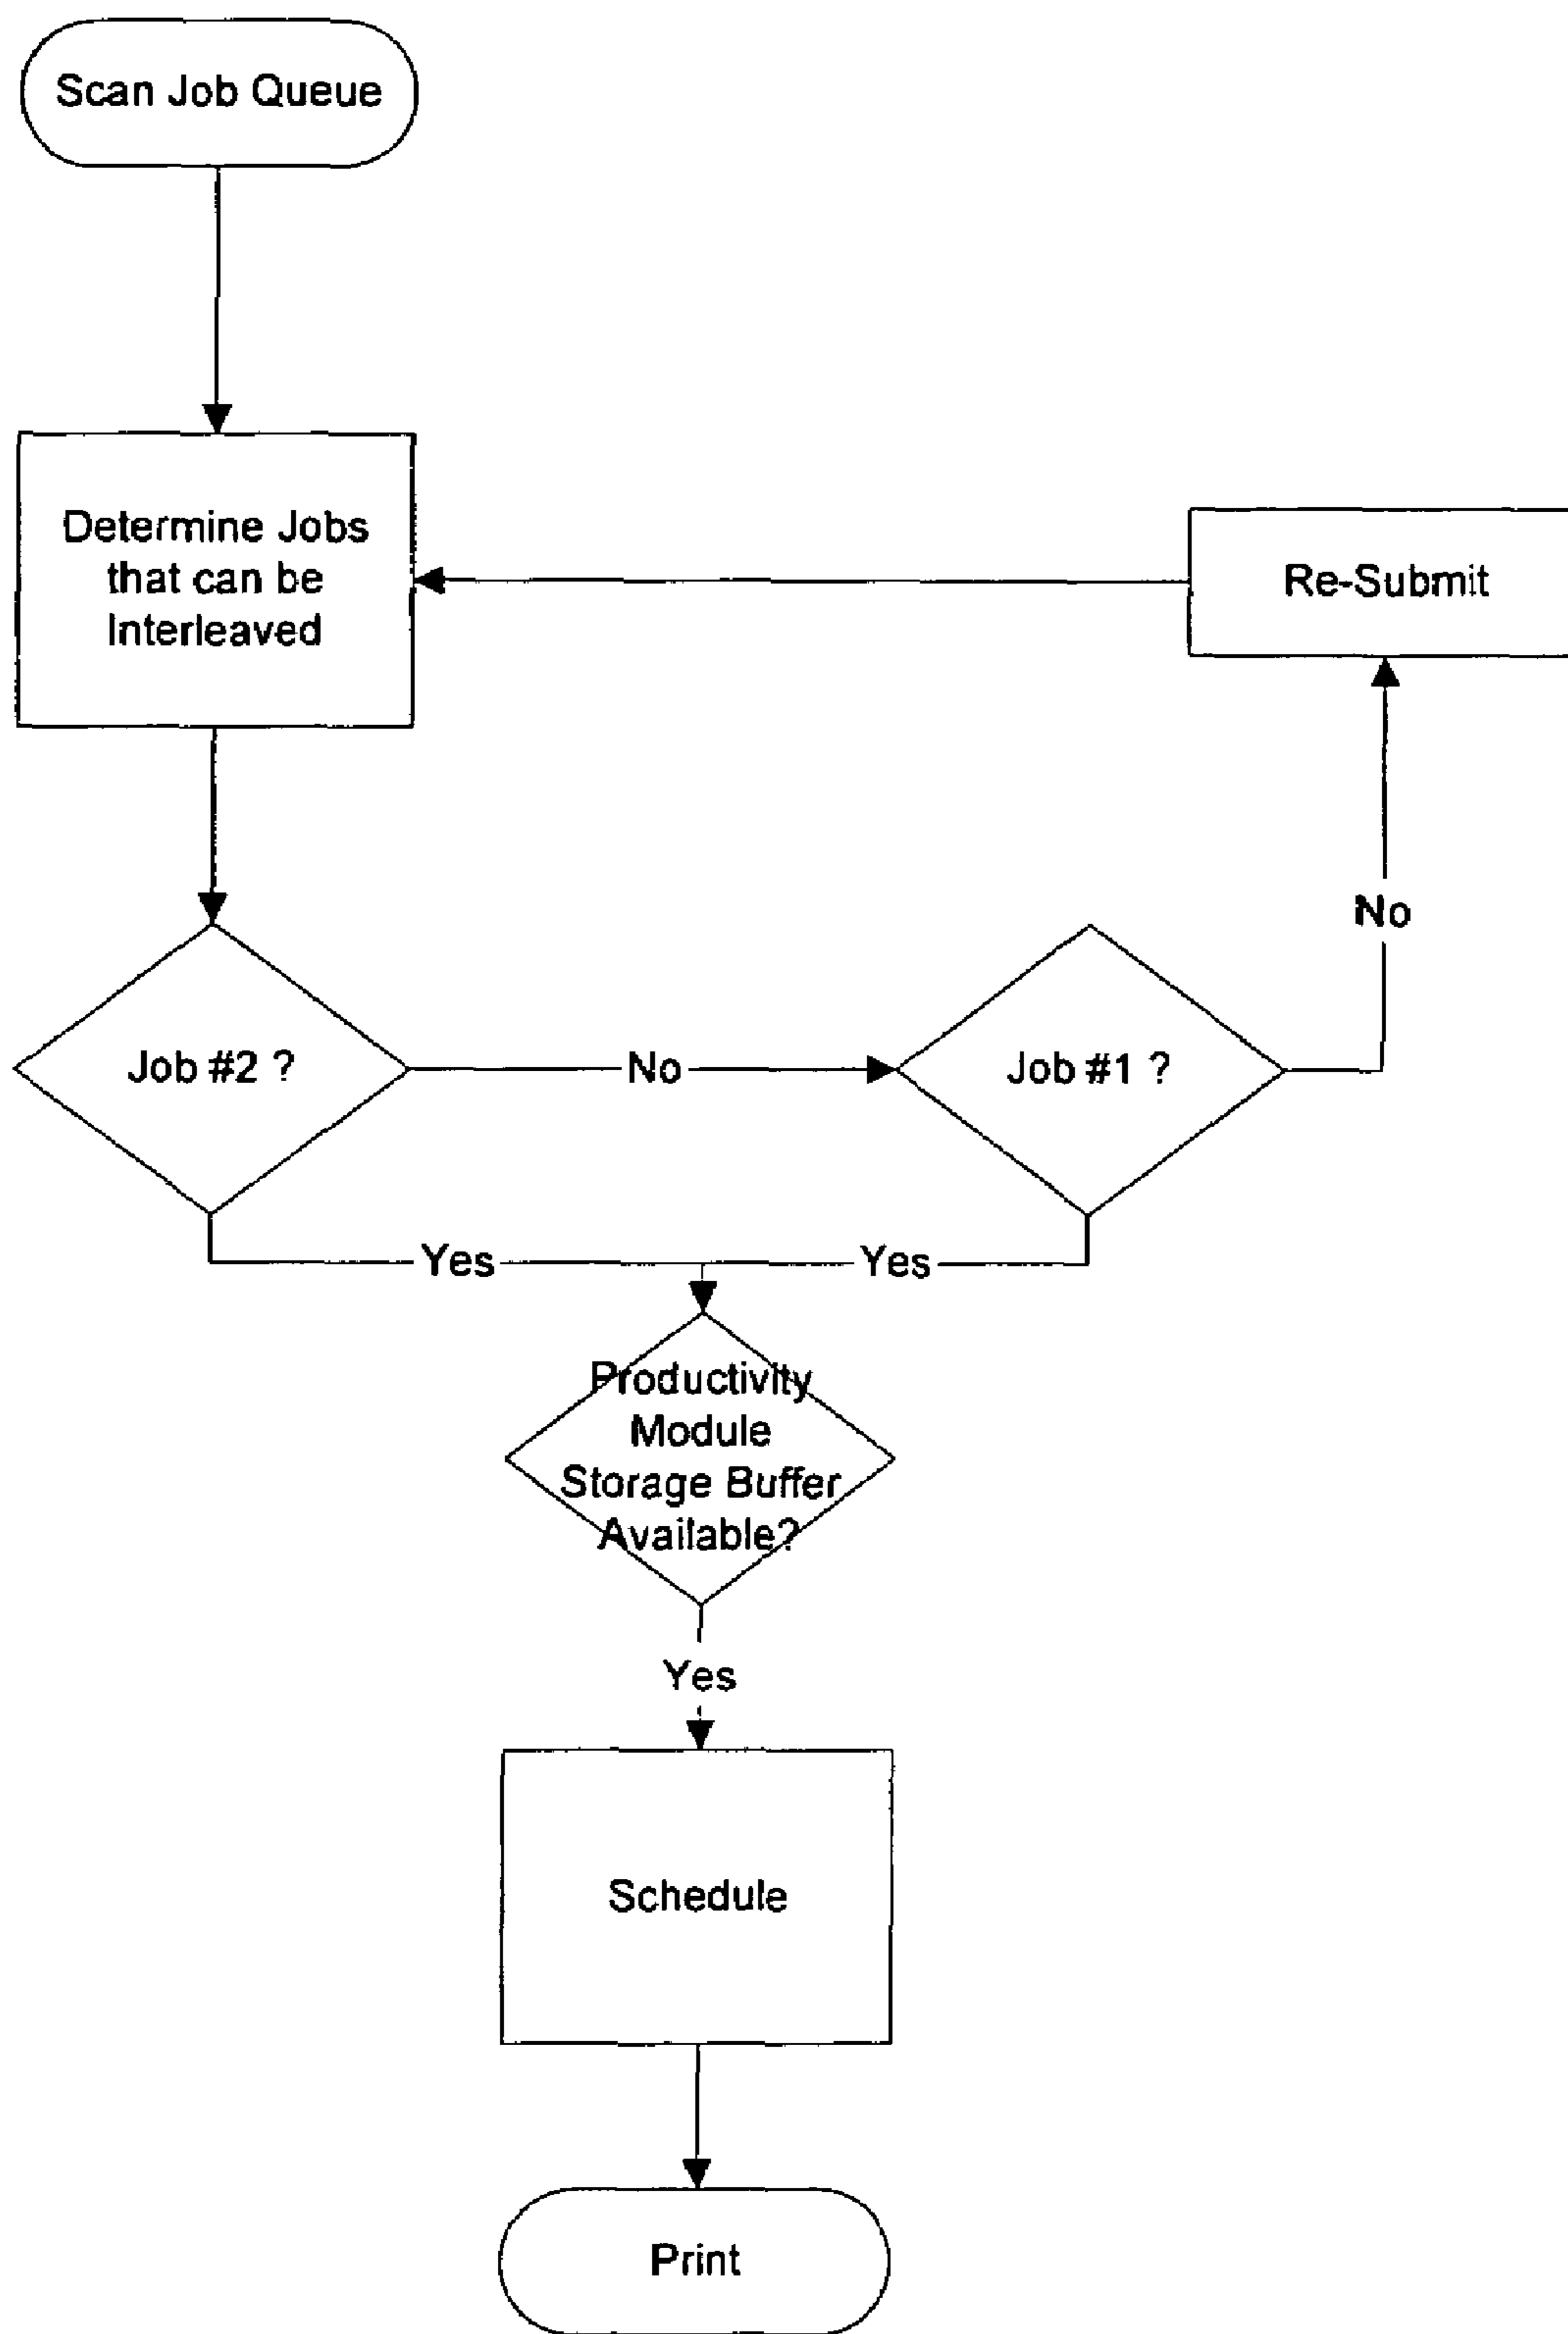 Scan Job Queue
Determine Jobs
that can be
Interleaved
Re-Submit
No
Job #2 ?
No
Job #1 ?
Yes
Yes
Productivity
Module
Storage Buffer
Available?
Yes
Schedule
Print